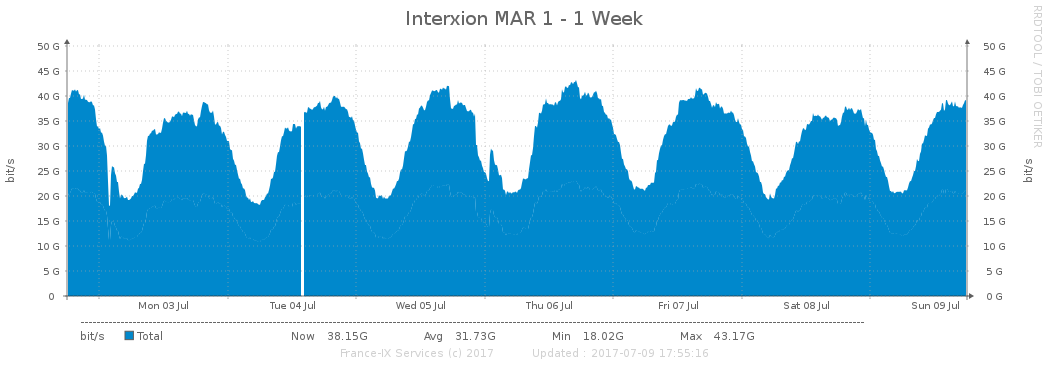 Interxion MAR 1 - 1 Week
RRDTOOL / TOBI OETIKER
bit/s
50 G 50 G
45 G 45 G
40 G 40 G
35 G 35 G
30 G 30 G
25 G 25 G
20 G 20 G
15 G 15 G
10 G 10 G
5 G 5 G
0 0 G
bit/s
Mon 03 Jul Tue 04 Jul Wed 05 Jul Thu 06 Jul Fri 07 Jul Sat 08 Jul Sun 09 Jul
bit/s Total Now 38.15G Avg 31.73G Min 18.02G Max 43.17G
France-IX Services (c) 2017 Updated : 2017-07-09 17:55:16